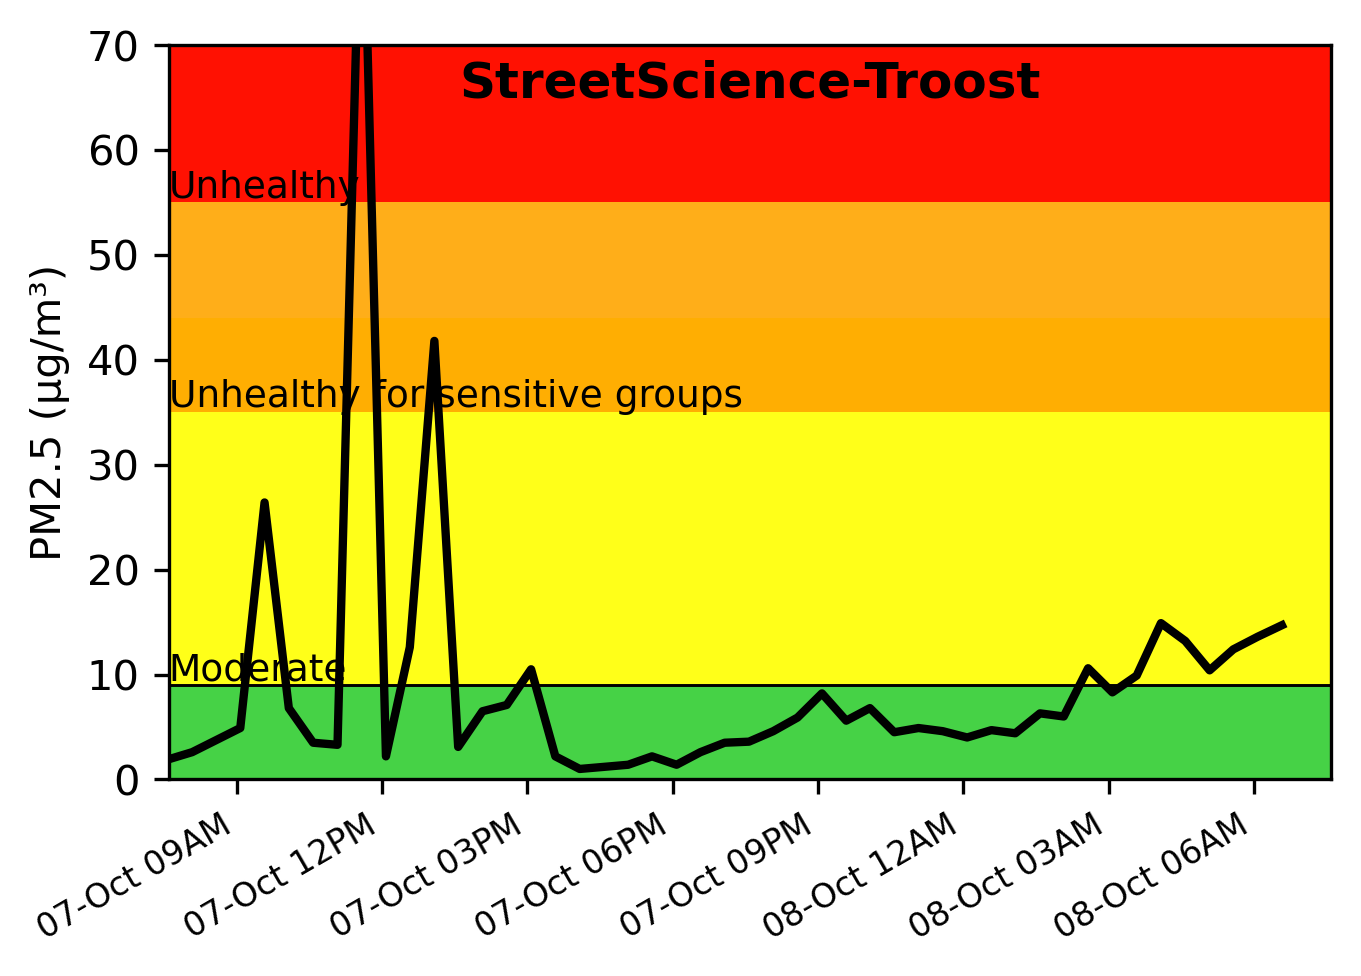 StreetScience-Troost
PM2.5 (µg/m³)
70
60
50
40
30
20
10
0
Unhealthy
Unhealthy for sensitive groups
Moderate
07-Oct 09AM
07-Oct 12PM
07-Oct 03PM
07-Oct 06PM
07-Oct 09PM
08-Oct 12AM
08-Oct 03AM
08-Oct 06AM